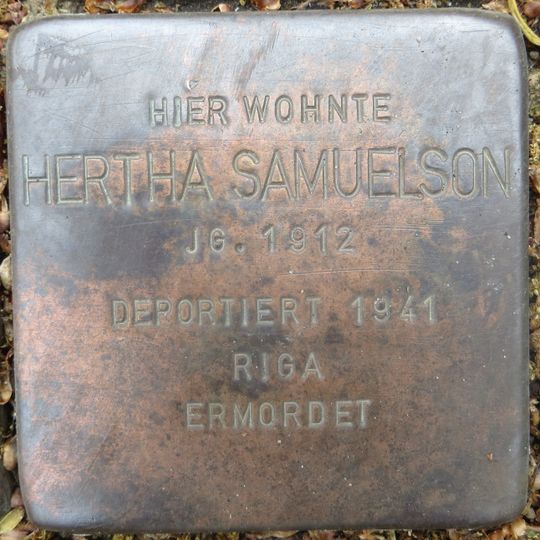 HIER WOHNTE
HERTHA SAMUELSON
JG. 1912
DEPORTIERT 1941
RIGA
ERMORDET